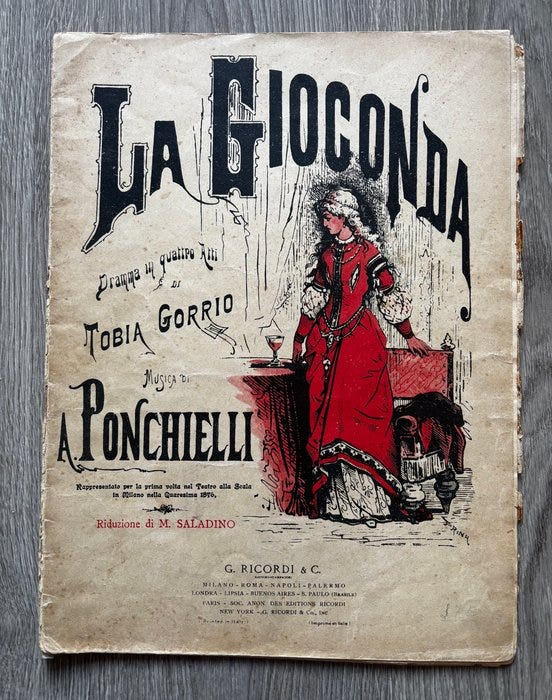 LA GIOCONDA
Dramma in quattro Atti
DI
TOBIA GORRIO
MUSICA DI
A. PONCHIELLI
Rappresentato per la prima volta nel Teatro alla Scala
in Milano nella Quaresima 1876.
Riduzione di M. SALADINO
G. RICORDI & C.
MILANO - ROMA - NAPOLI - PALERMO
LONDRA - LIPSIA - BUENOS AIRES - S. PAULO (BRASILE)
PARIS - SOC. ANON. DES EDITIONS RICORDI
NEW YORK - G. RICORDI & Co., INC
(Printed in Italy) (Imprimé en Italie)